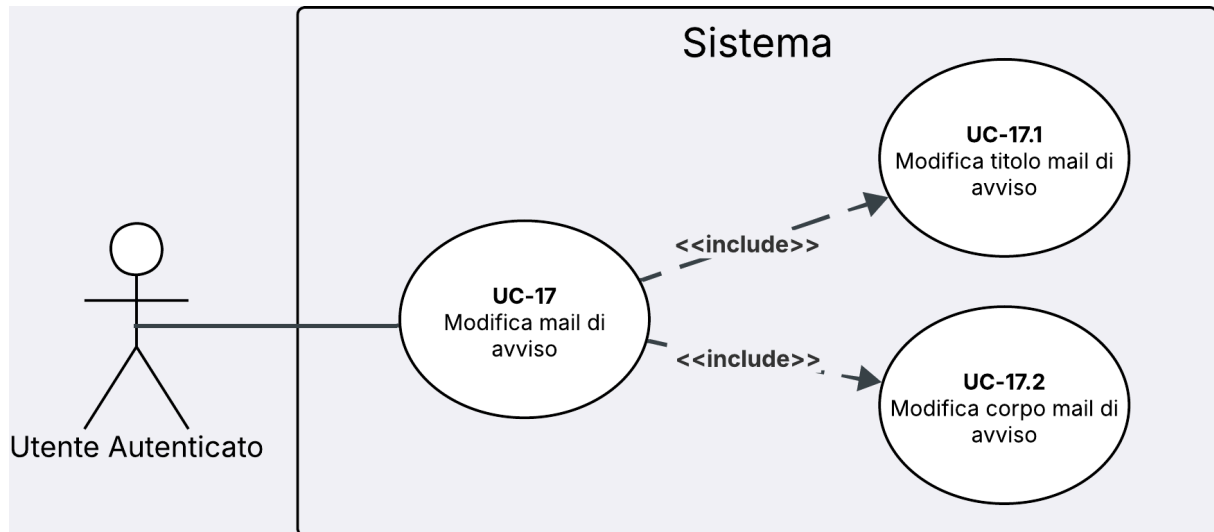 Sistema
UC-17.1
Modifica titolo mail di
avviso
<<include>>
UC-17
Modifica mail di
avviso
<<include>>
UC-17.2
Modifica corpo mail di
avviso
Utente Autenticato